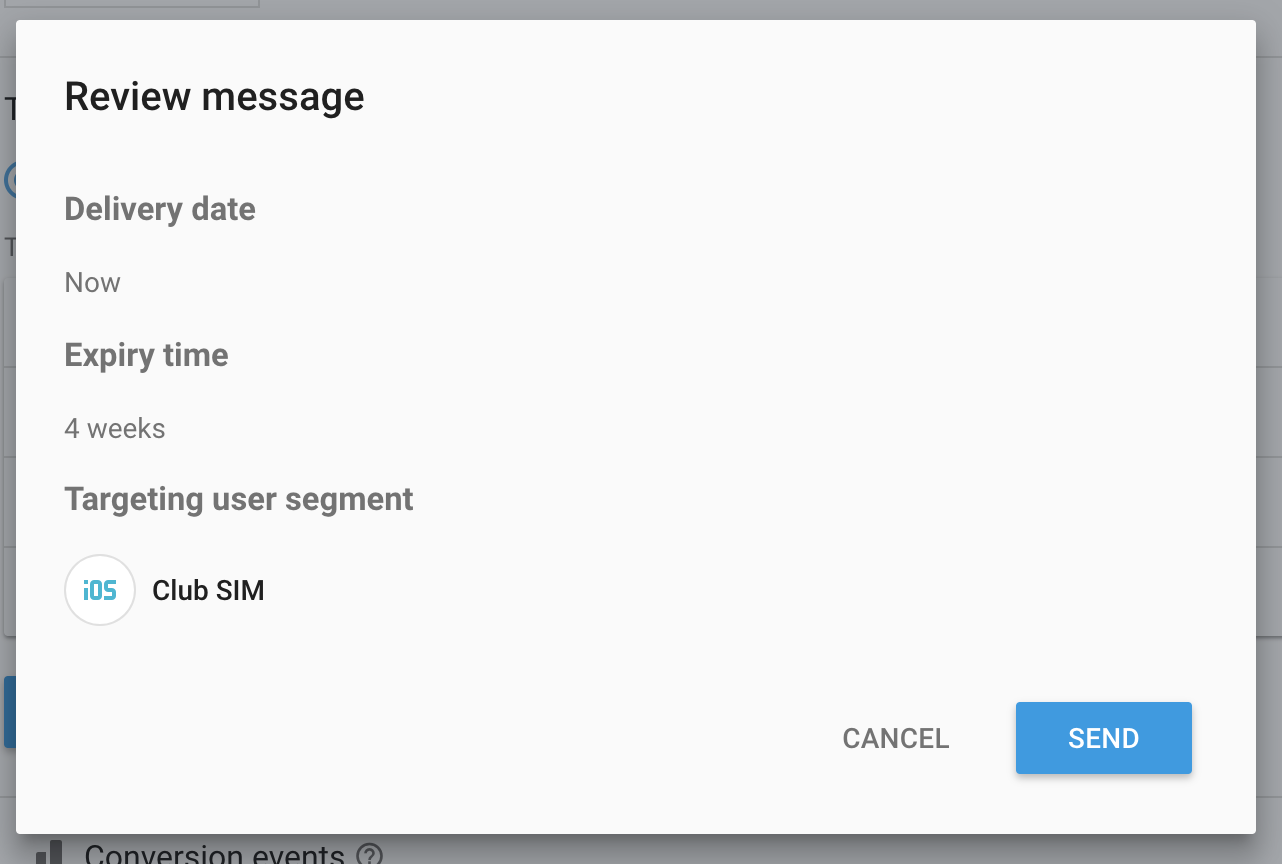 Review message
Delivery date
Now
Expiry time
4 weeks
Targeting user segment
iOS Club SIM
CANCEL SEND
Conversion events ?